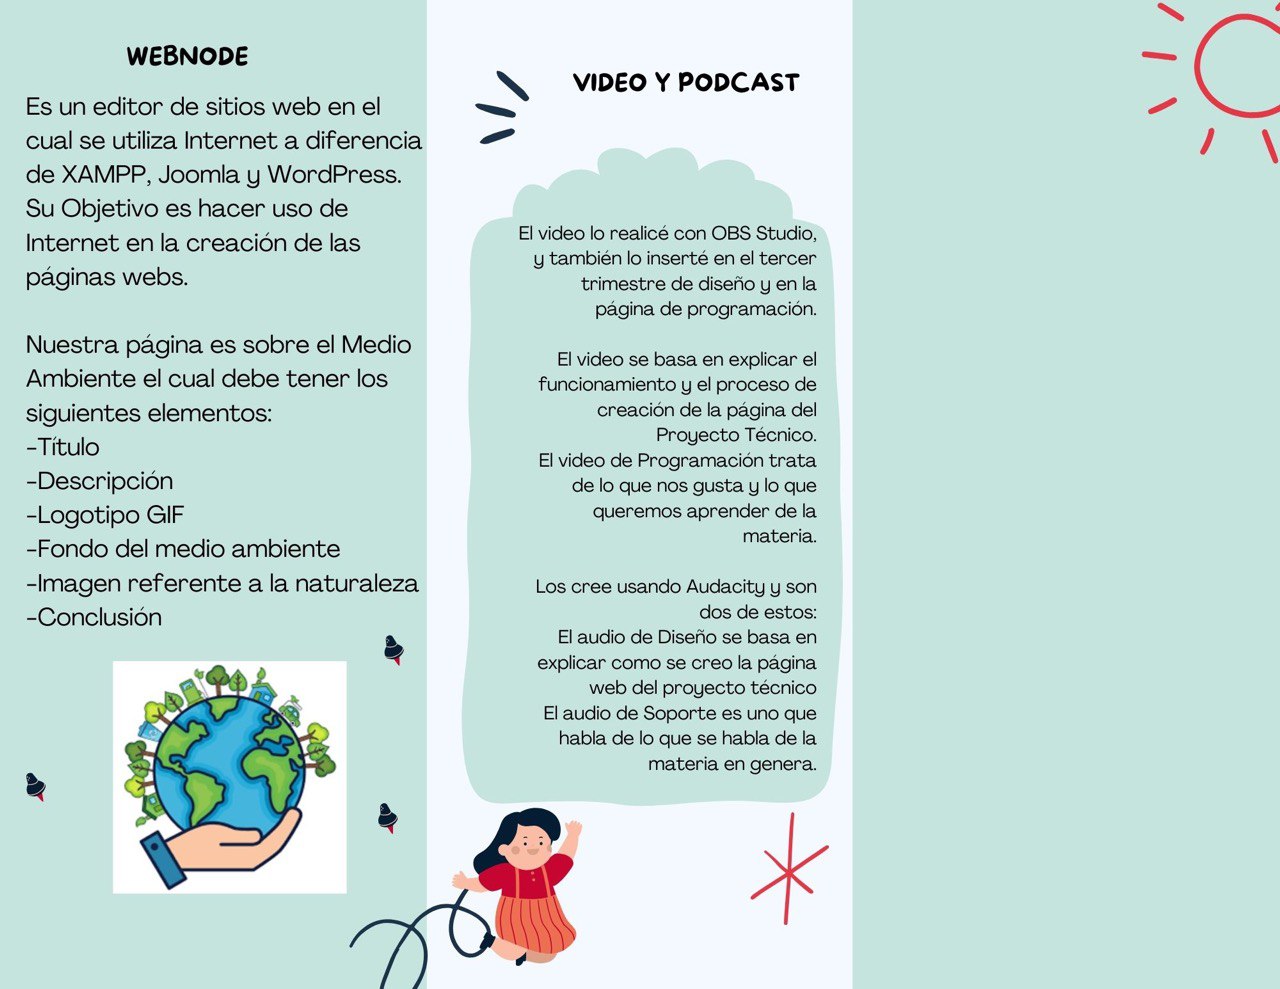 WEBNODE
Es un editor de sitios web en el
cual se utiliza Internet a diferencia
de XAMPP, Joomla y WordPress.
Su Objetivo es hacer uso de
Internet en la creación de las
páginas webs.
Nuestra página es sobre el Medio
Ambiente el cual debe tener los
siguientes elementos:
-Título
-Descripción
-Logotipo GIF
-Fondo del medio ambiente
-Imagen referente a la naturaleza
-Conclusión
VIDEO Y PODCAST
El video lo realicé con OBS Studio,
y también lo inserté en el tercer
trimestre de diseño y en la
página de programación.
El video se basa en explicar el
funcionamiento y el proceso de
creación de la página del
Proyecto Técnico.
El video de Programación trata
de lo que nos gusta y lo que
queremos aprender de la
materia.
Los cree usando Audacity y son
dos de estos:
El audio de Diseño se basa en
explicar como se creo la página
web del proyecto técnico
El audio de Soporte es uno que
habla de lo que se habla de la
materia en genera.